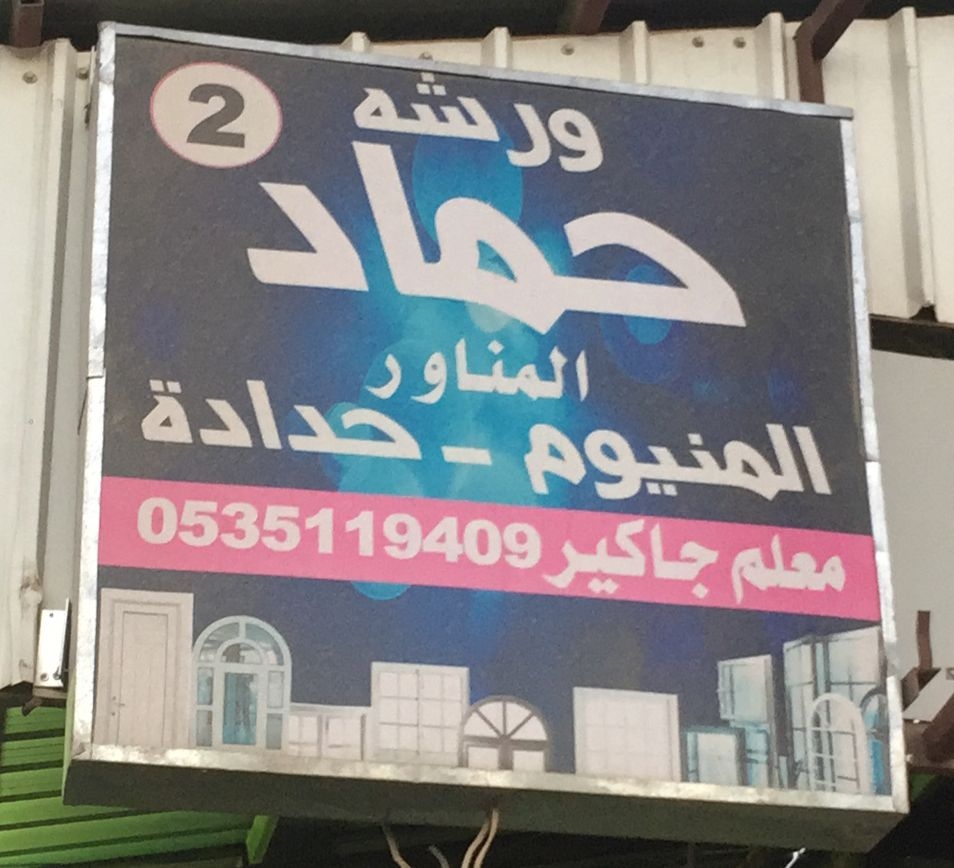 2
ورشه
حماد
المناور
المنيوم - حدادة
معلم جاكير 0535119409